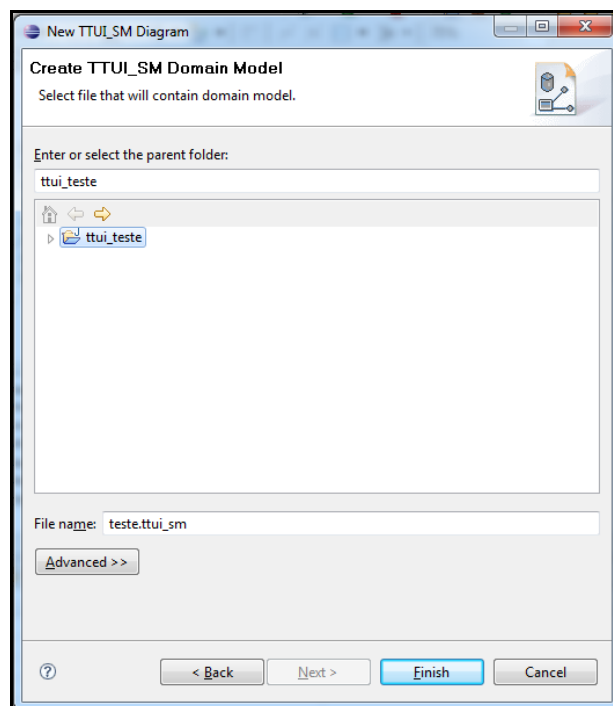 New TTUI_SM Diagram
Create TTUI_SM Domain Model
Select file that will contain domain model.
Enter or select the parent folder:
ttui_teste
ttui_teste
File name: teste.ttui_sm
Advanced >>
? < Back Next > Finish Cancel